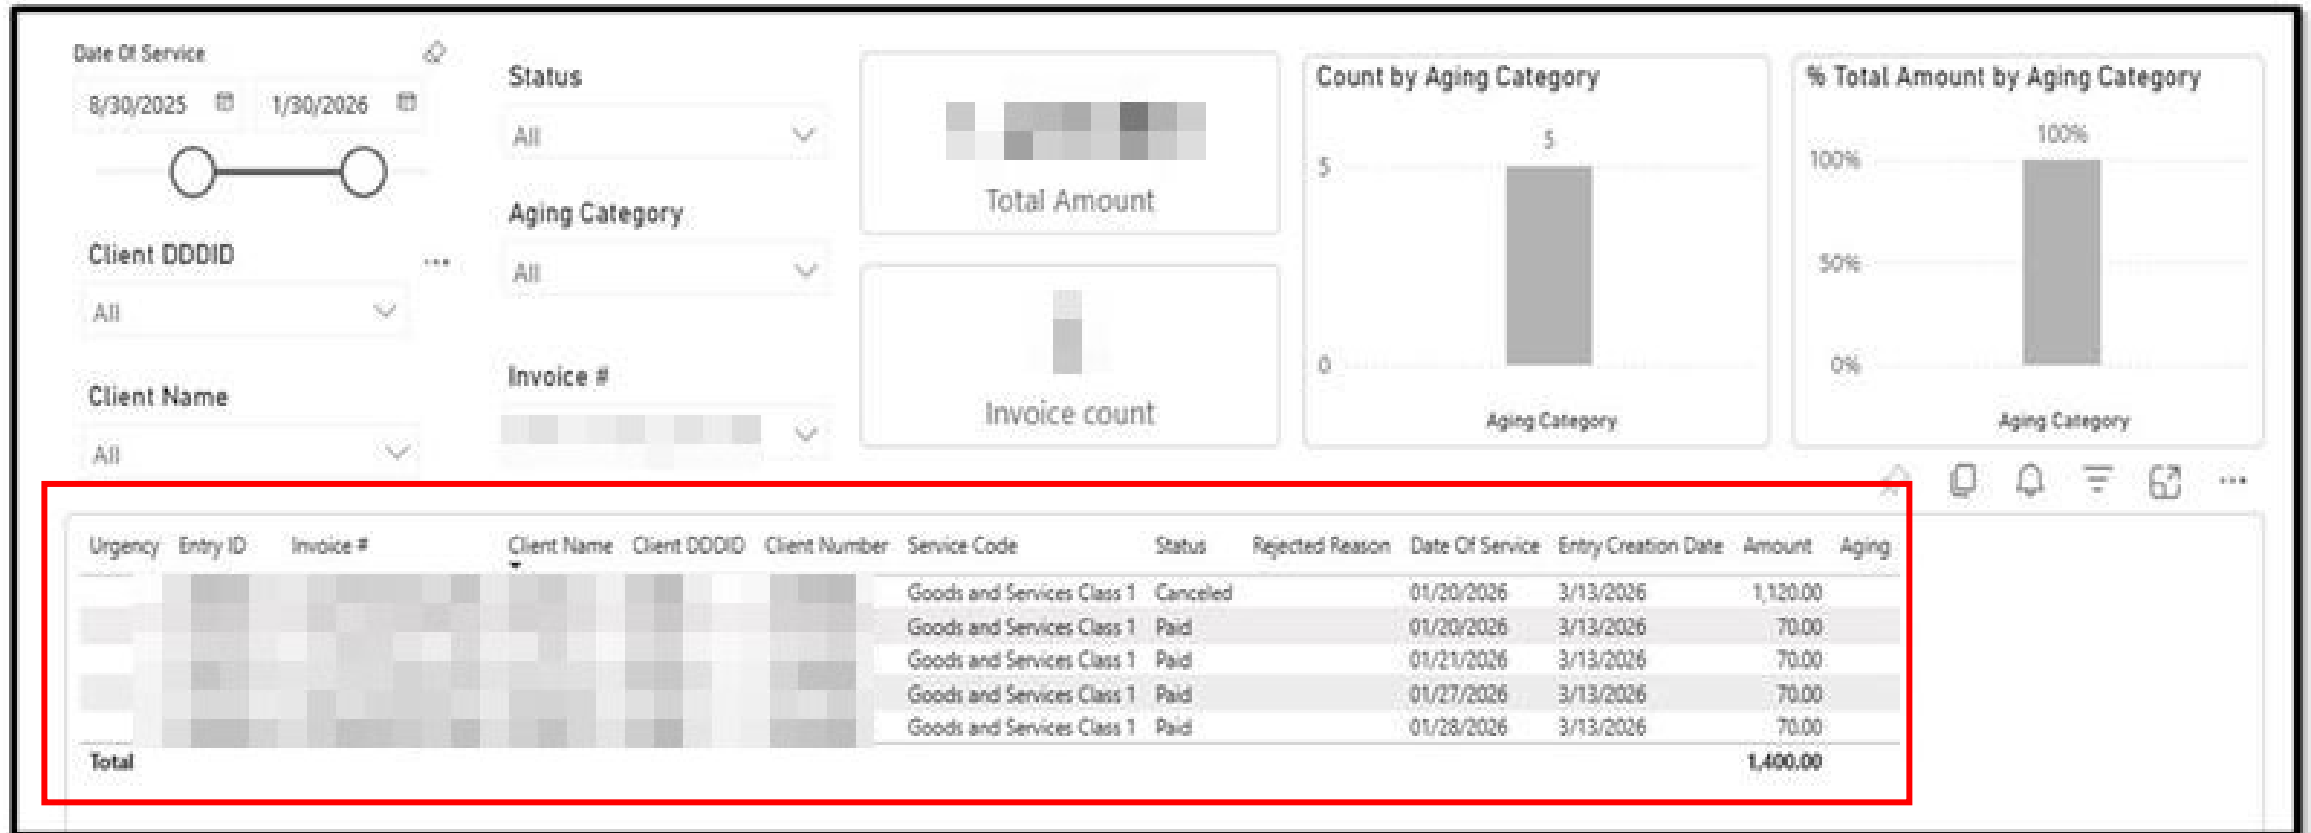 Date Of Service
8/30/2025 1/30/2026
Client DDDID
All
Client Name
All
Status
All
Aging Category
All
Invoice #
Total Amount
Invoice count
Count by Aging Category
5
5
0
Aging Category
% Total Amount by Aging Category
100%
100%
50%
0%
Aging Category
Urgency Entry ID Invoice # Client Name Client DDDID Client Number Service Code Status Rejected Reason Date Of Service Entry Creation Date Amount Aging
Goods and Services Class 1 Canceled 01/20/2026 3/13/2026 1,120.00
Goods and Services Class 1 Paid 01/20/2026 3/13/2026 70.00
Goods and Services Class 1 Paid 01/21/2026 3/13/2026 70.00
Goods and Services Class 1 Paid 01/27/2026 3/13/2026 70.00
Goods and Services Class 1 Paid 01/28/2026 3/13/2026 70.00
Total 1,400.00